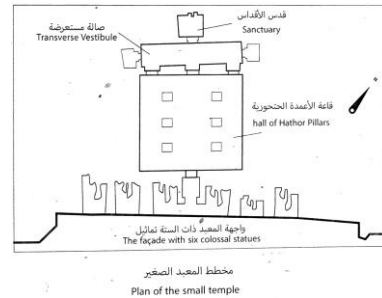 قدس الأقداس
Sanctuary
صالة مستعرضة
Transverse Vestibule
قاعة الأعمدة الحتحورية
hall of Hathor Pillars
واجهة المعبد ذات الستة تماثيل
The façade with six colossal statues
مخطط المعبد الصغير
Plan of the small temple